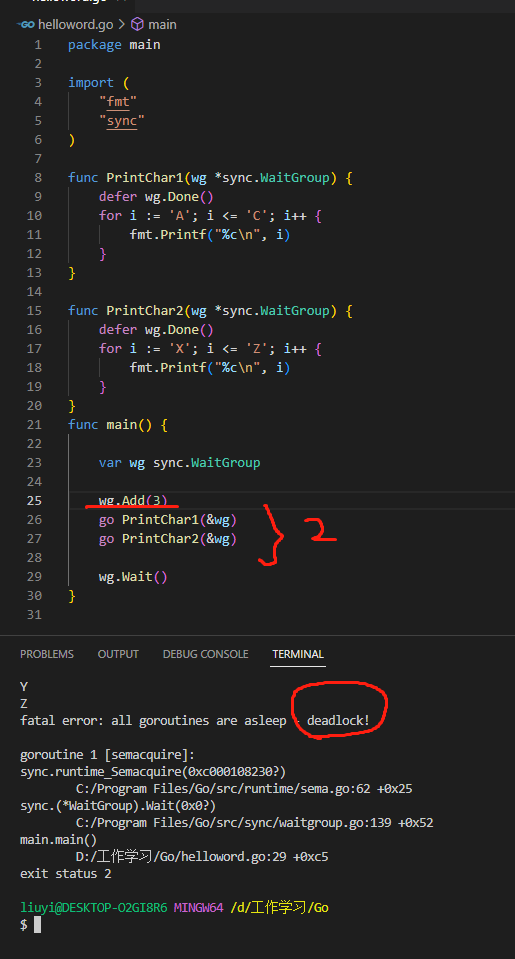 helloword.go
helloword.go > main
1 package main
2
3 import (
4 "fmt"
5 "sync"
6 )
7
8 func PrintChar1(wg *sync.WaitGroup) {
9 defer wg.Done()
10 for i := 'A'; i <= 'C'; i++ {
11 fmt.Printf("%c\n", i)
12 }
13 }
14
15 func PrintChar2(wg *sync.WaitGroup) {
16 defer wg.Done()
17 for i := 'X'; i <= 'Z'; i++ {
18 fmt.Printf("%c\n", i)
19 }
20 }
21 func main() {
22
23 var wg sync.WaitGroup
24
25 wg.Add(3)
26 go PrintChar1(&wg)
27 go PrintChar2(&wg)
} 2
28
29 wg.Wait()
30 }
31
PROBLEMS OUTPUT DEBUG CONSOLE TERMINAL
Y
Z
fatal error: all goroutines are asleep - deadlock!
goroutine 1 [semacquire]:
sync.runtime_Semacquire(0xc000108230?)
C:/Program Files/Go/src/runtime/sema.go:62 +0x25
sync.(*WaitGroup).Wait(0x0?)
C:/Program Files/Go/src/sync/waitgroup.go:139 +0x52
main.main()
D:/工作学习/Go/helloword.go:29 +0xc5
exit status 2
liuyi@DESKTOP-O2GI8R6 MINGW64 /d/工作学习/Go
$